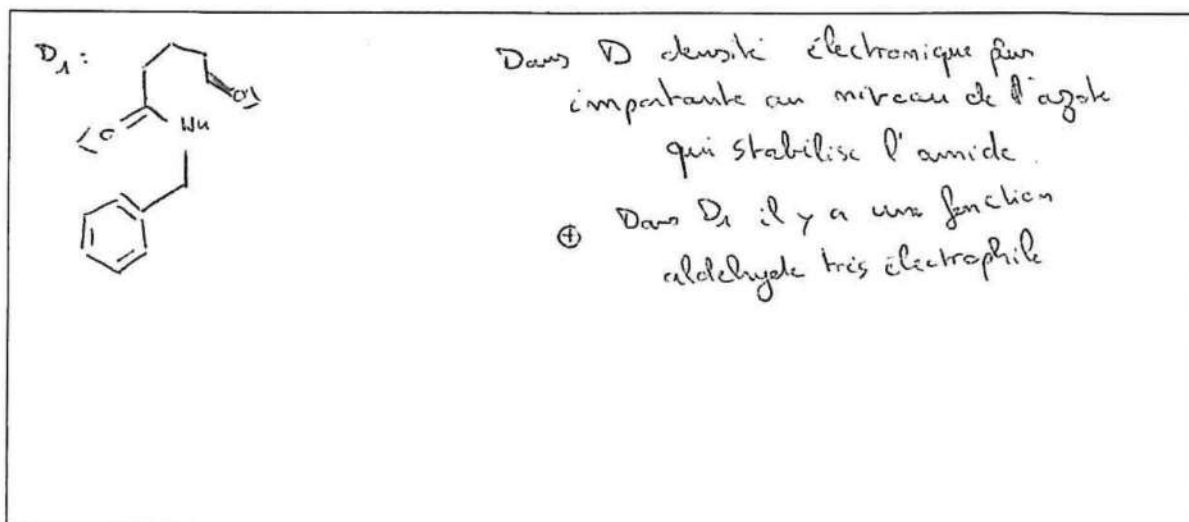 D₁ :
O
NH
O
Dans D densité électronique plus
importante au niveau de l'azote
qui stabilise l'amide.
⊕ Dans D₁ il y a une fonction
aldehyde très électrophile